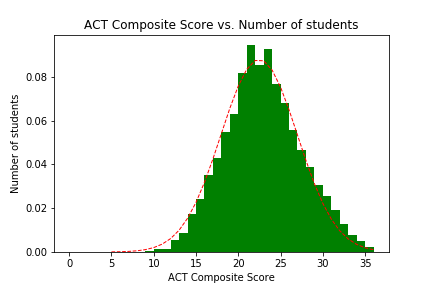 ACT Composite Score vs. Number of students
Number of students
0.08
0.06
0.04
0.02
0.00
0 5 10 15 20 25 30 35
ACT Composite Score